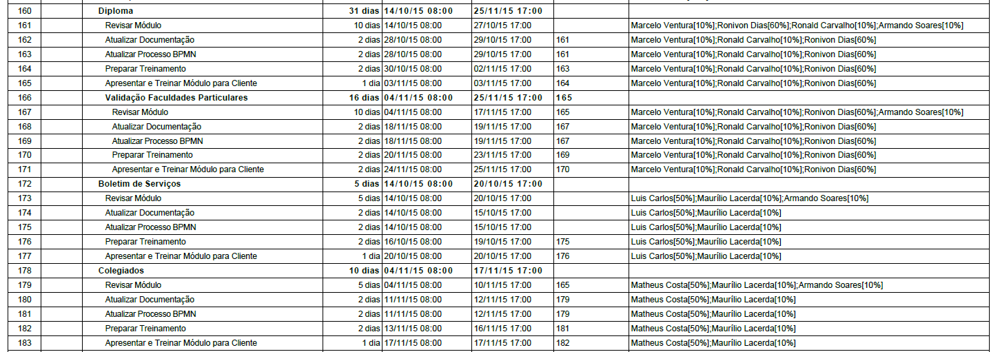 160 Diploma 31 dias 14/10/15 08:00 25/11/15 17:00
161 Revisar Módulo 10 dias 14/10/15 08:00 27/10/15 17:00 Marcelo Ventura[10%];Ronivon Dias[60%];Ronald Carvalho[10%];Armando Soares[10%]
162 Atualizar Documentação 2 dias 28/10/15 08:00 29/10/15 17:00 161 Marcelo Ventura[10%];Ronald Carvalho[10%];Ronivon Dias[60%]
163 Atualizar Processo BPMN 2 dias 28/10/15 08:00 29/10/15 17:00 161 Marcelo Ventura[10%];Ronald Carvalho[10%];Ronivon Dias[60%]
164 Preparar Treinamento 2 dias 30/10/15 08:00 02/11/15 17:00 163 Marcelo Ventura[10%];Ronald Carvalho[10%];Ronivon Dias[60%]
165 Apresentar e Treinar Módulo para Cliente 1 dia 03/11/15 08:00 03/11/15 17:00 164 Marcelo Ventura[10%];Ronald Carvalho[10%];Ronivon Dias[60%]
166 Validação Faculdades Particulares 16 dias 04/11/15 08:00 25/11/15 17:00 165
167 Revisar Módulo 10 dias 04/11/15 08:00 17/11/15 17:00 165 Marcelo Ventura[10%];Ronald Carvalho[10%];Ronivon Dias[60%];Armando Soares[10%]
168 Atualizar Documentação 2 dias 18/11/15 08:00 19/11/15 17:00 167 Marcelo Ventura[10%];Ronald Carvalho[10%];Ronivon Dias[60%]
169 Atualizar Processo BPMN 2 dias 18/11/15 08:00 19/11/15 17:00 167 Marcelo Ventura[10%];Ronald Carvalho[10%];Ronivon Dias[60%]
170 Preparar Treinamento 2 dias 20/11/15 08:00 23/11/15 17:00 169 Marcelo Ventura[10%];Ronald Carvalho[10%];Ronivon Dias[60%]
171 Apresentar e Treinar Módulo para Cliente 2 dias 24/11/15 08:00 25/11/15 17:00 170 Marcelo Ventura[10%];Ronald Carvalho[10%];Ronivon Dias[60%]
172 Boletim de Serviços 5 dias 14/10/15 08:00 20/10/15 17:00
173 Revisar Módulo 5 dias 14/10/15 08:00 20/10/15 17:00 Luis Carlos[50%];Maurílio Lacerda[10%];Armando Soares[10%]
174 Atualizar Documentação 2 dias 14/10/15 08:00 15/10/15 17:00 Luis Carlos[50%];Maurílio Lacerda[10%]
175 Atualizar Processo BPMN 2 dias 14/10/15 08:00 15/10/15 17:00 Luis Carlos[50%];Maurílio Lacerda[10%]
176 Preparar Treinamento 2 dias 16/10/15 08:00 19/10/15 17:00 175 Luis Carlos[50%];Maurílio Lacerda[10%]
177 Apresentar e Treinar Módulo para Cliente 1 dia 20/10/15 08:00 20/10/15 17:00 176 Luis Carlos[50%];Maurílio Lacerda[10%]
178 Colegiados 10 dias 04/11/15 08:00 17/11/15 17:00
179 Revisar Módulo 5 dias 04/11/15 08:00 10/11/15 17:00 165 Matheus Costa[50%];Maurílio Lacerda[10%];Armando Soares[10%]
180 Atualizar Documentação 2 dias 11/11/15 08:00 12/11/15 17:00 179 Matheus Costa[50%];Maurílio Lacerda[10%]
181 Atualizar Processo BPMN 2 dias 11/11/15 08:00 12/11/15 17:00 179 Matheus Costa[50%];Maurílio Lacerda[10%]
182 Preparar Treinamento 2 dias 13/11/15 08:00 16/11/15 17:00 181 Matheus Costa[50%];Maurílio Lacerda[10%]
183 Apresentar e Treinar Módulo para Cliente 1 dia 17/11/15 08:00 17/11/15 17:00 182 Matheus Costa[50%];Maurílio Lacerda[10%]